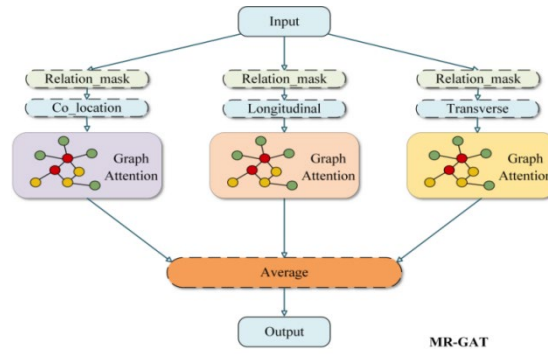 Input
Relation_mask
Relation_mask
Relation_mask
Co_location
Longitudinal
Transverse
Graph
Attention
Graph
Attention
Graph
Attention
Average
Output
MR-GAT